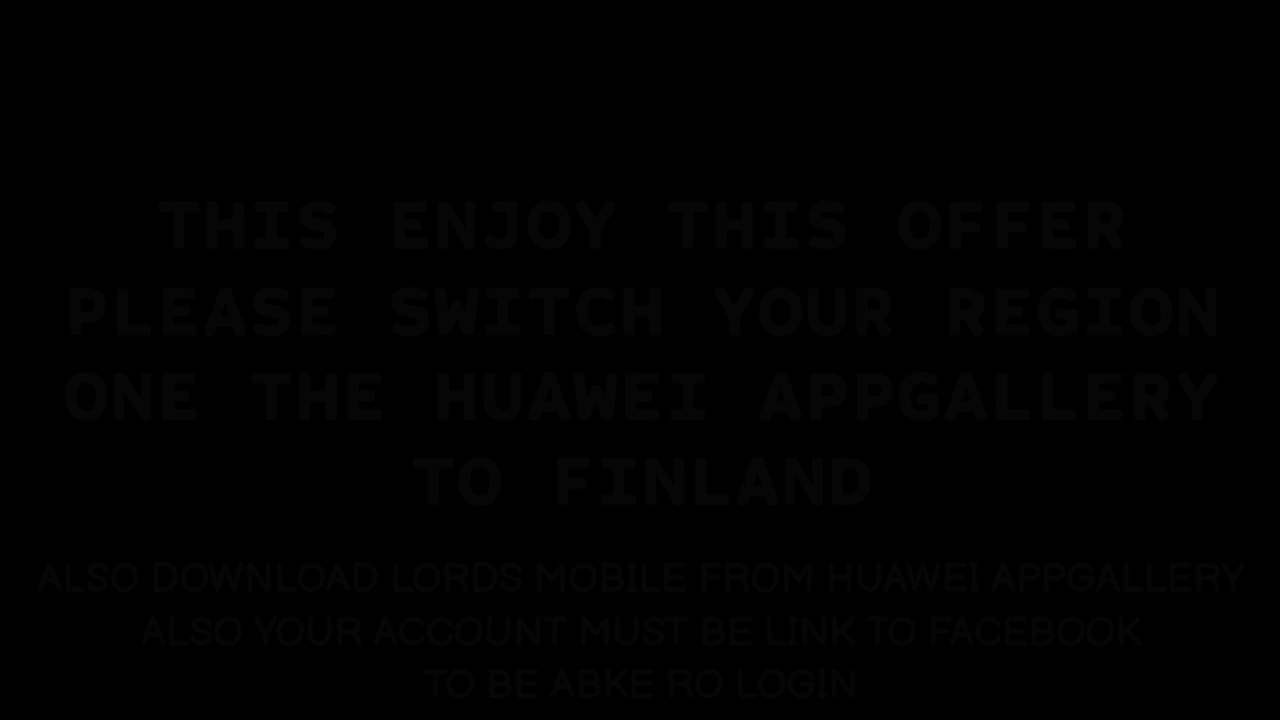 THIS ENJOY THIS OFFER
PLEASE SWITCH YOUR REGION
ONE THE HUAWEI APPGALLERY
TO FINLAND
ALSO DOWNLOAD LORDS MOBILE FROM HUAWEI APPGALLERY
ALSO YOUR ACCOUNT MUST BE LINK TO FACEBOOK
TO BE ABKE RO LOGIN